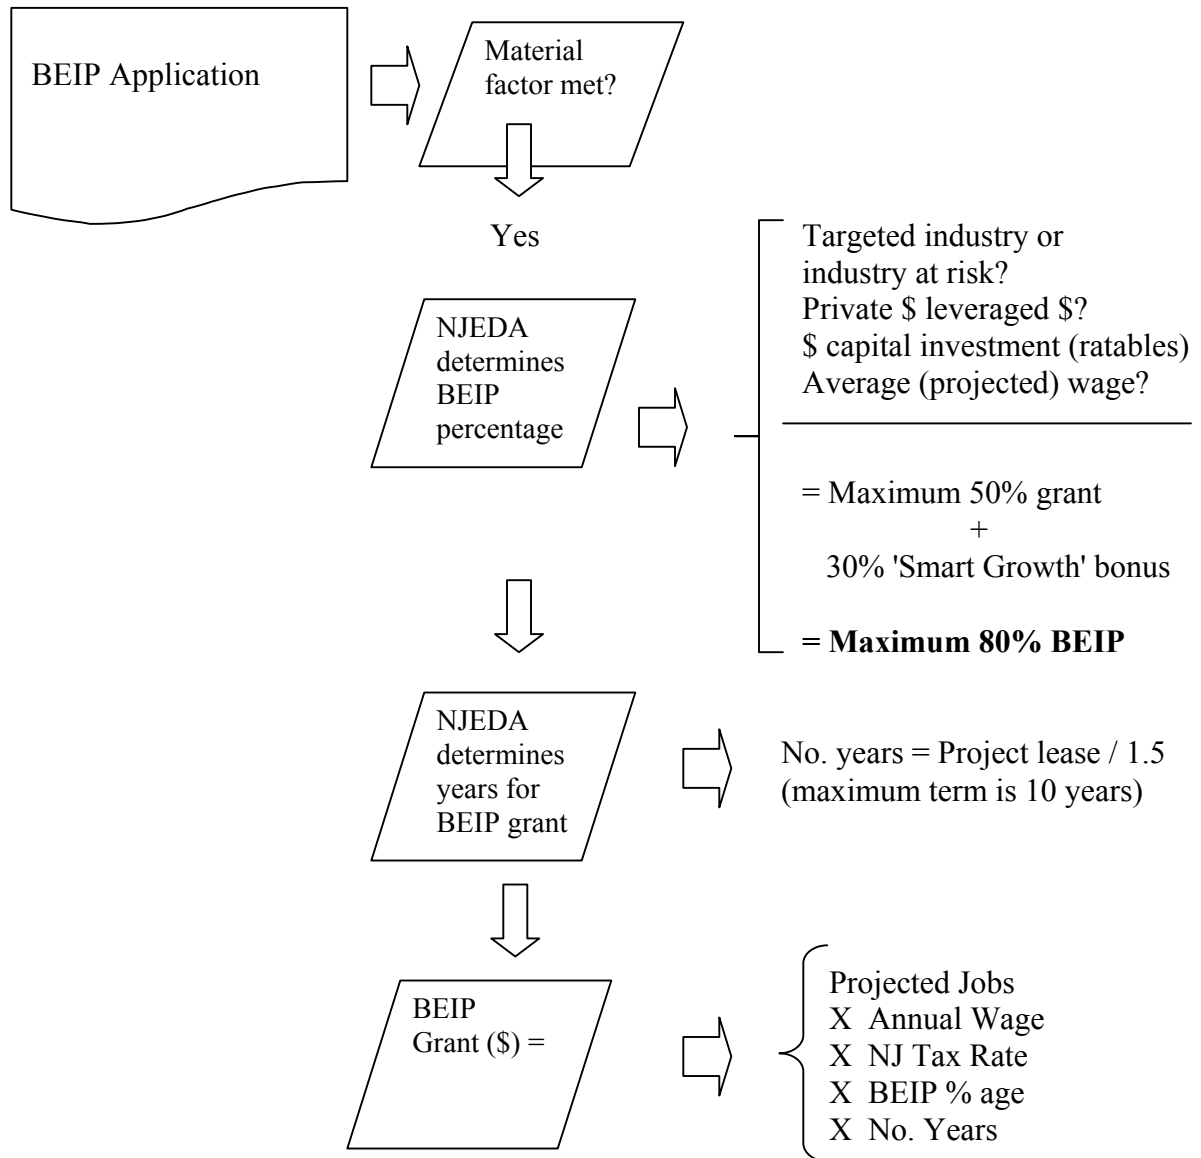 BEIP Application
Material
factor met?
Yes
NJEDA
determines
BEIP
percentage
Targeted industry or
industry at risk?
Private $ leveraged $?
$ capital investment (ratables)
Average (projected) wage?
= Maximum 50% grant
+
30% 'Smart Growth' bonus
= Maximum 80% BEIP
NJEDA
determines
years for
BEIP grant
No. years = Project lease / 1.5
(maximum term is 10 years)
BEIP
Grant ($) =
Projected Jobs
X Annual Wage
X NJ Tax Rate
X BEIP % age
X No. Years